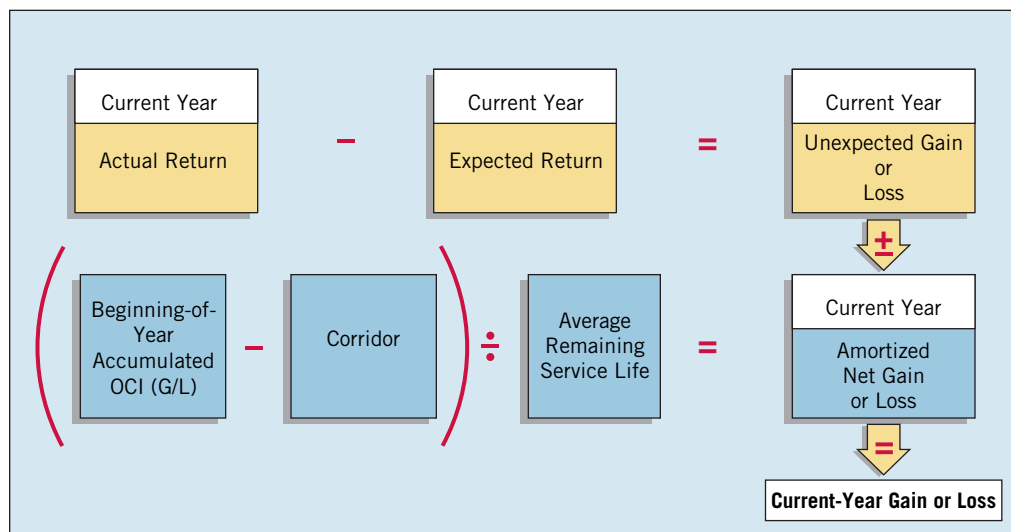 Current Year
Actual Return
−
Current Year
Expected Return
=
Current Year
Unexpected Gain
or
Loss
±
(
Beginning-of-
Year
Accumulated
OCI (G/L)
−
Corridor
)
÷
Average
Remaining
Service Life
=
Current Year
Amortized
Net Gain
or Loss
=
Current-Year Gain or Loss